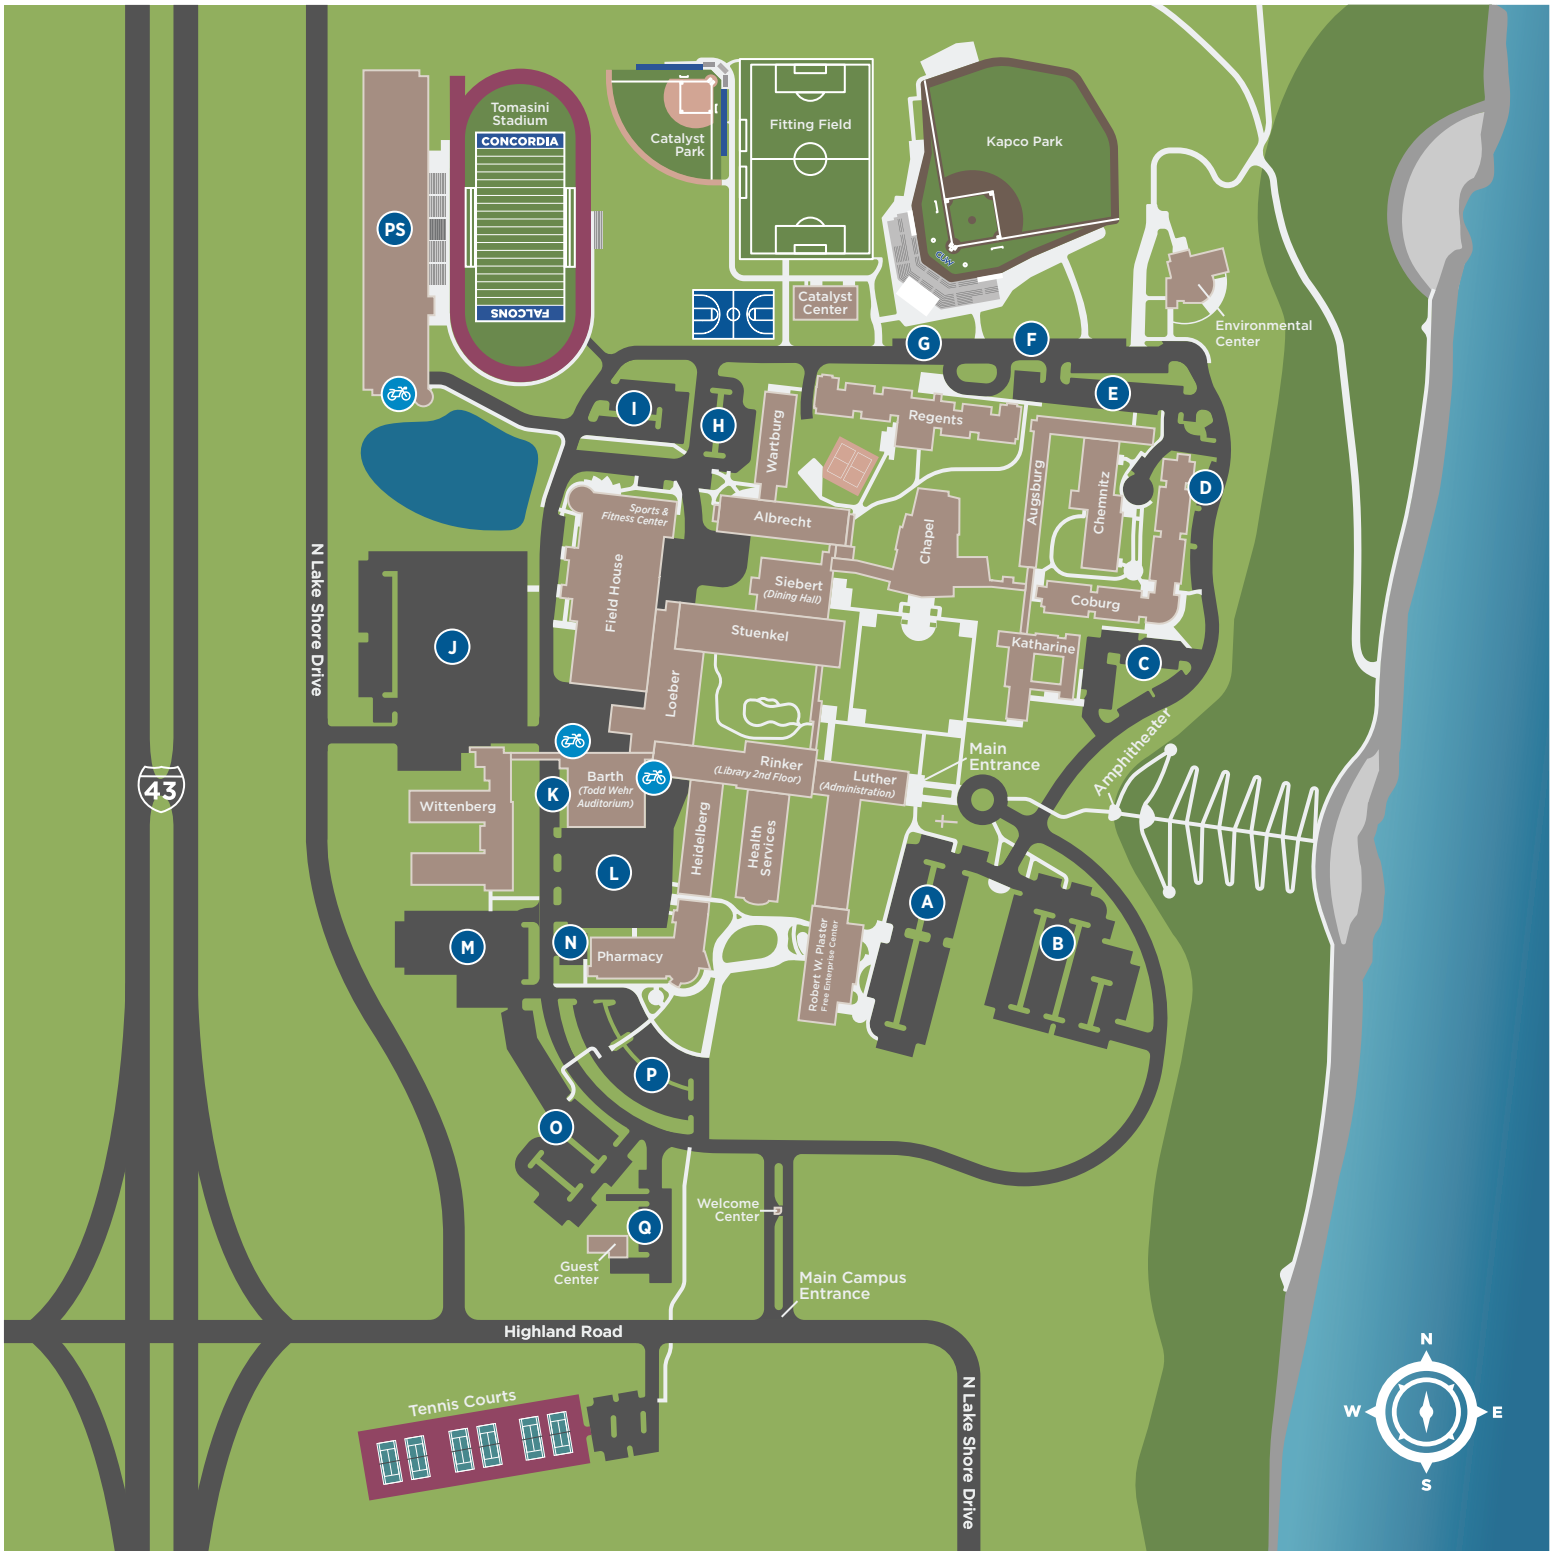 Tomasini
Stadium
CONCORDIA
FALCONS
Catalyst
Park
Fitting Field
Kapco Park
CUW
PS
Catalyst
Center
Environmental
Center
G
F
E
I
H
D
Wartburg
Regents
Augsburg
Chemnitz
Sports &
Fitness Center
Albrecht
Chapel
N Lake Shore Drive
Field House
Siebert
(Dining Hall)
Coburg
Stuenkel
Katharine
J
C
Loeber
Amphitheater
Main
Entrance
43
Rinker
(Library 2nd Floor)
Luther
(Administration)
Barth
(Todd Wehr
Auditorium)
K
Wittenberg
Heidelberg
Health
Services
L
A
B
M
N
Pharmacy
Robert W. Plaster
Free Enterprise Center
P
O
Q
Welcome
Center
Guest
Center
Main Campus
Entrance
Highland Road
N Lake Shore Drive
Tennis Courts
N
W
E
S